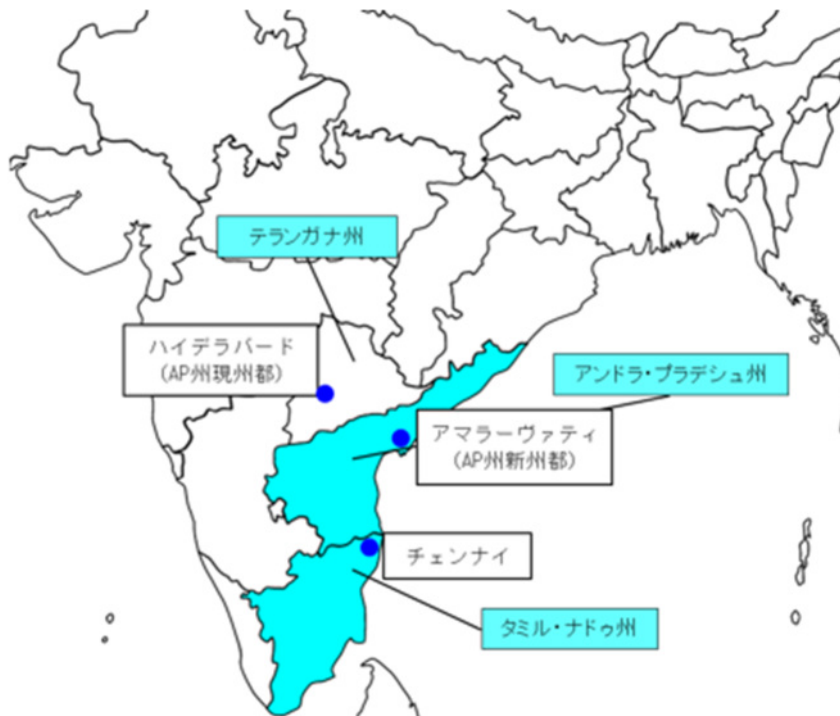 テランガナ州
ハイデラバード
(AP州現州都)
アンドラ・プラデシュ州
アマラーヴァティ
(AP州新州都)
チェンナイ
タミル・ナドゥ州